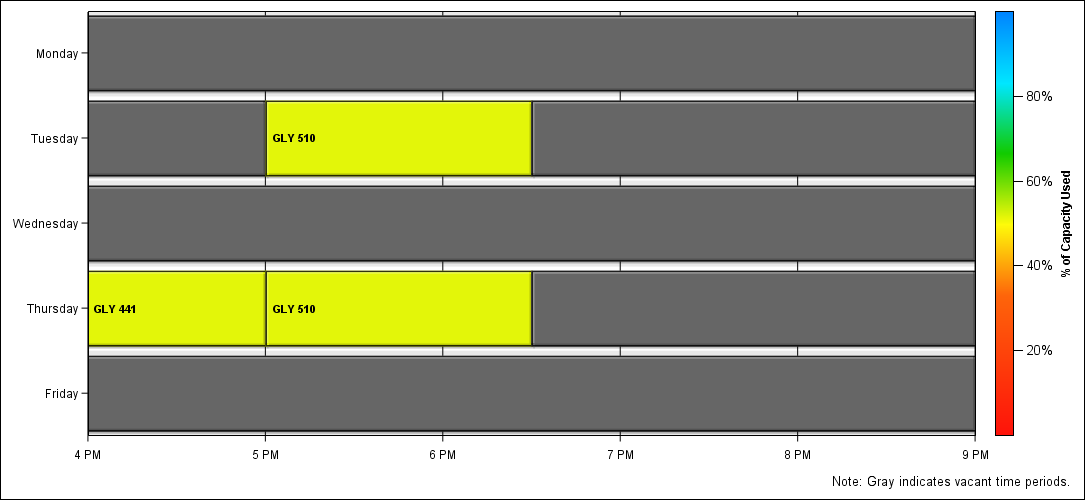 Monday
Tuesday
Wednesday
Thursday
Friday
GLY 510
GLY 441
GLY 510
4 PM
5 PM
6 PM
7 PM
8 PM
9 PM
80%
60%
40%
20%
% of Capacity Used
Note: Gray indicates vacant time periods.